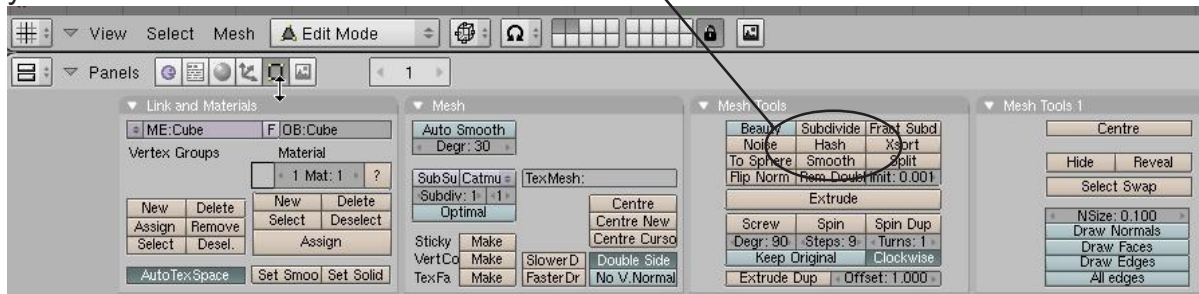 View Select Mesh Edit Mode
Panels 1
Link and Materials
ME:Cube F OB:Cube
Vertex Groups Material
1 Mat: 1 ?
New Delete New Delete
Assign Remove Select Deselect
Select Desel. Assign
AutoTexSpace Set Smoo Set Solid
Mesh
Auto Smooth
Degr: 30
SubSu Catmu TexMesh:
Subdiv: 1 1
Optimal
Centre
Centre New
Centre Curso
Sticky Make
VertCo Make SlowerD Double Side
TexFa Make FasterDr No V.Normal
Mesh Tools
Beauty Subdivide Fract Subd
Noise Hash Xsort
To Sphere Smooth Split
Flip Norm Rem Doubl limit: 0.001
Extrude
Screw Spin Spin Dup
Degr: 90 Steps: 9 Turns: 1
Keep Original Clockwise
Extrude Dup Offset: 1.000
Mesh Tools 1
Centre
Hide Reveal
Select Swap
NSize: 0.100
Draw Normals
Draw Faces
Draw Edges
All edges